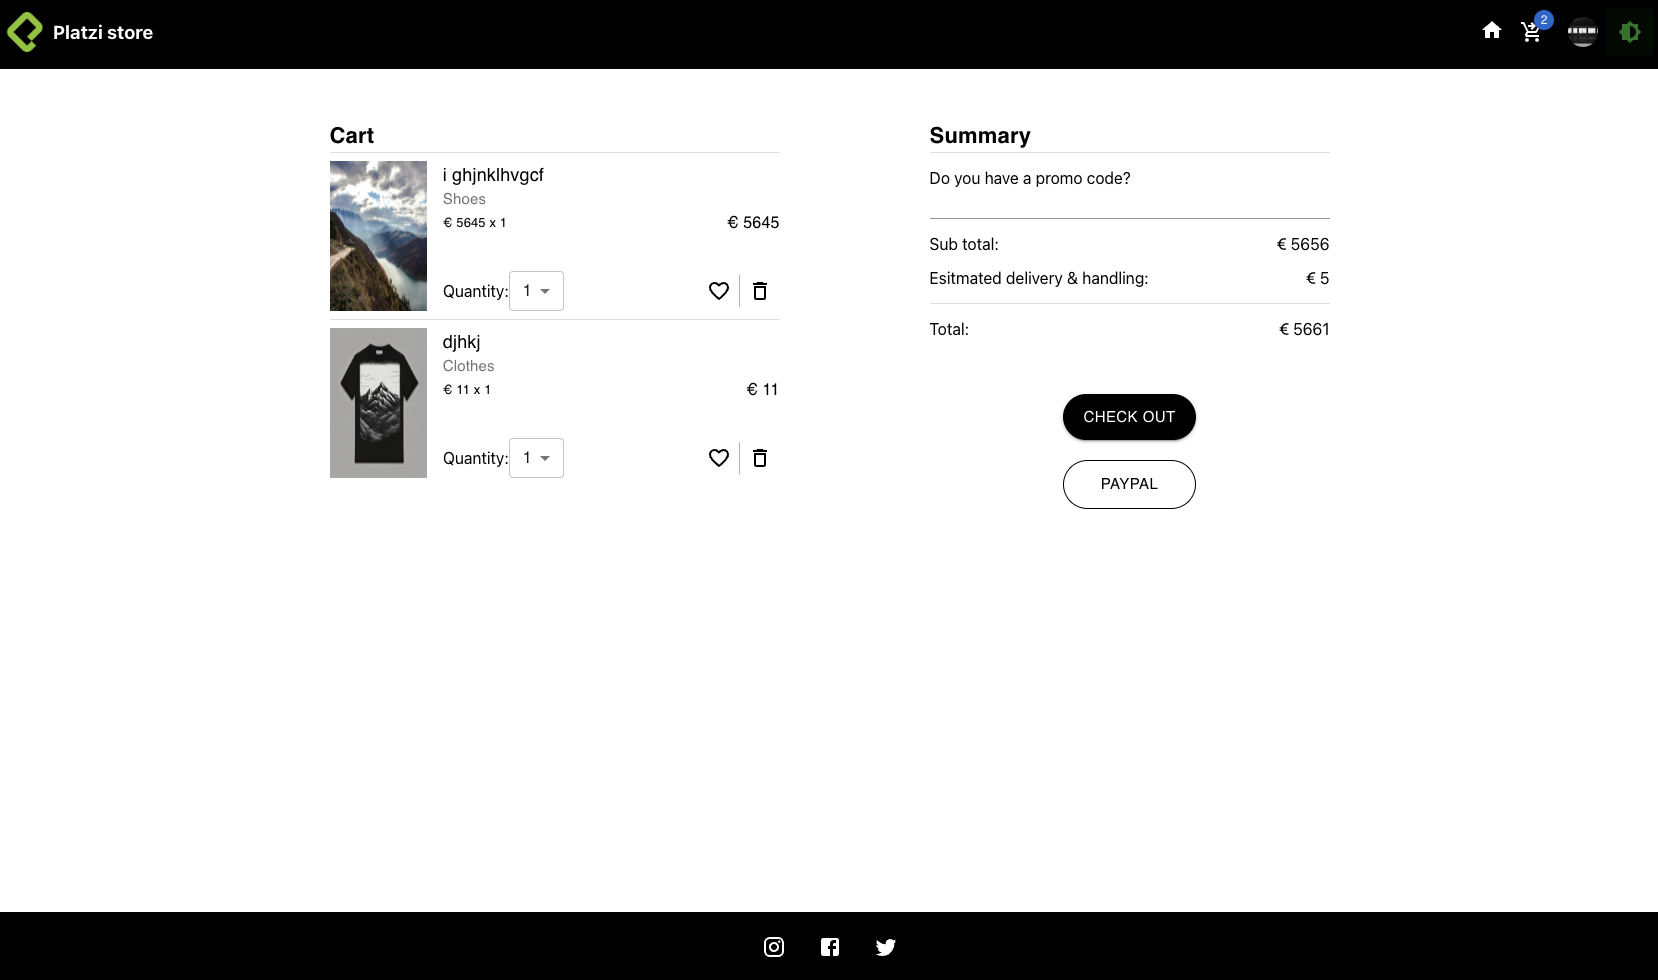 Platzi store
2
Cart
i ghjnklhvgcf
Shoes
€ 5645 x 1
€ 5645
Quantity: 1
djhkj
Clothes
€ 11 x 1
€ 11
Quantity: 1
Summary
Do you have a promo code?
Sub total: € 5656
Esitmated delivery & handling: € 5
Total: € 5661
CHECK OUT
PAYPAL